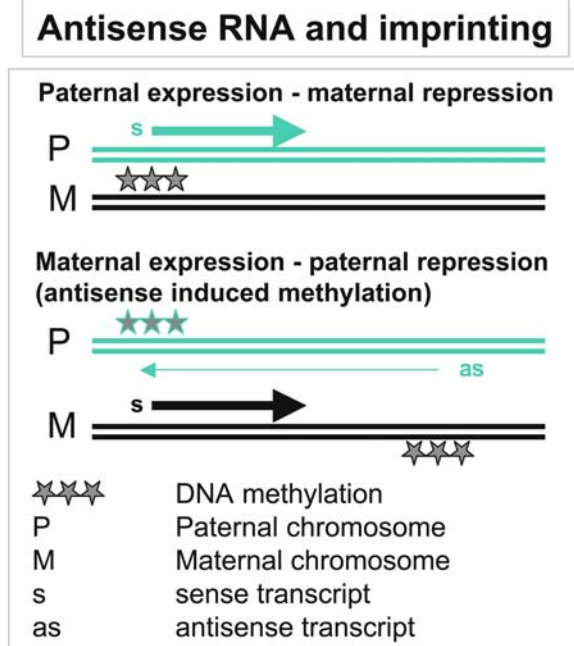 Antisense RNA and imprinting
Paternal expression - maternal repression
s
P
M
Maternal expression - paternal repression
(antisense induced methylation)
P
as
s
M
DNA methylation
P Paternal chromosome
M Maternal chromosome
s sense transcript
as antisense transcript